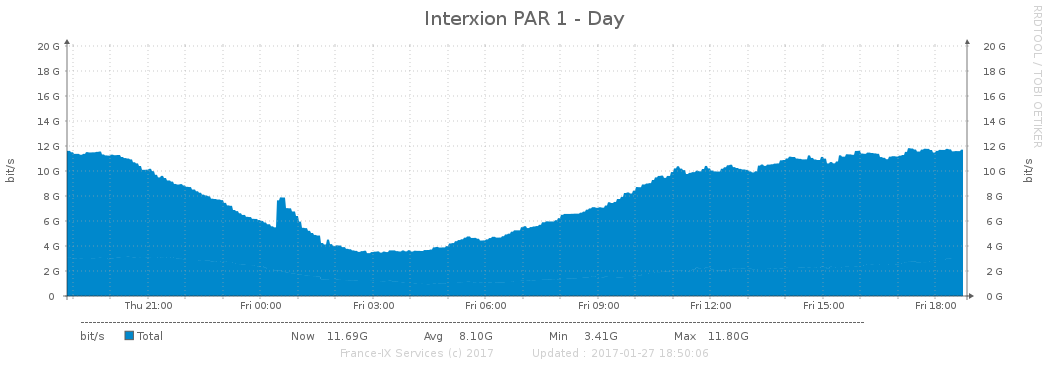 Interxion PAR 1 - Day
RRDTOOL / TOBI OETIKER
20 G 20 G
18 G 18 G
16 G 16 G
14 G 14 G
12 G 12 G
10 G 10 G
8 G 8 G
6 G 6 G
4 G 4 G
2 G 2 G
0 0 G
bit/s
bit/s
Thu 21:00 Fri 00:00 Fri 03:00 Fri 06:00 Fri 09:00 Fri 12:00 Fri 15:00 Fri 18:00
bit/s Total Now 11.69G Avg 8.10G Min 3.41G Max 11.80G
France-IX Services (c) 2017 Updated : 2017-01-27 18:50:06